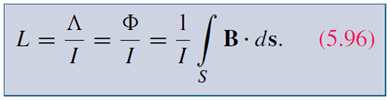 L = Λ/I = Φ/I = 1/I ∫_S B · ds. (5.96)